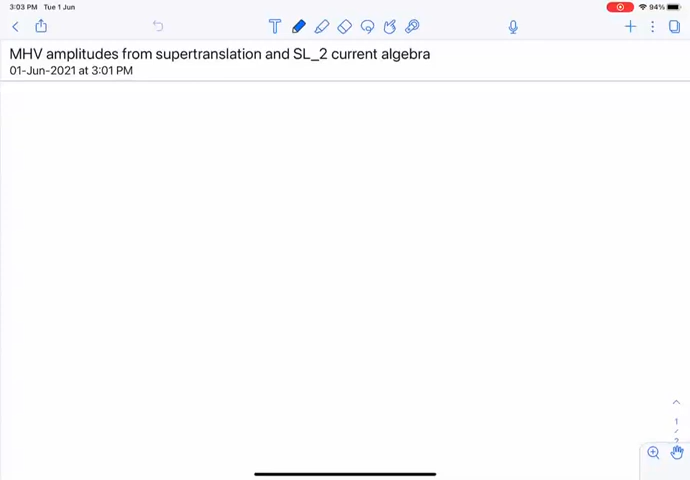 3:03 PM Tue 1 Jun
94%
T
MHV amplitudes from supertranslation and SL_2 current algebra
01-Jun-2021 at 3:01 PM
1
/
2